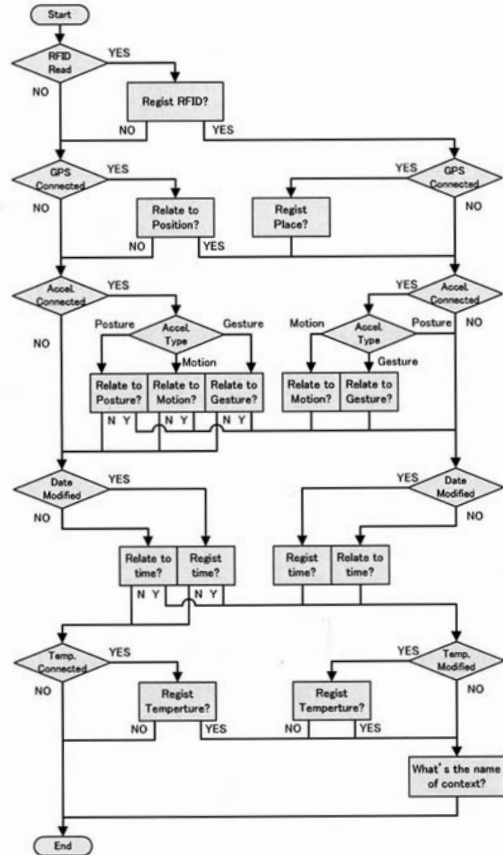 Start
RFID
Read
YES
NO
Regist RFID?
NO
YES
GPS
Connected
YES
NO
Relate to
Position?
NO
YES
Regist
Place?
YES
GPS
Connected
NO
Accel.
Connected
YES
NO
Posture
Accel.
Type
Gesture
Motion
Relate to
Posture?
Relate to
Motion?
Relate to
Gesture?
N Y
N Y
N Y
YES
Accel.
Connected
NO
Motion
Accel.
Type
Posture
Gesture
Relate to
Motion?
Relate to
Gesture?
Date
Modified
YES
NO
Relate to
time?
Regist
time?
N Y
N Y
YES
Date
Modified
NO
Regist
time?
Relate to
time?
Temp.
Connected
YES
NO
Regist
Temperture?
NO
YES
YES
Temp.
Modified
NO
Regist
Temperture?
NO
YES
What's the name
of context?
End